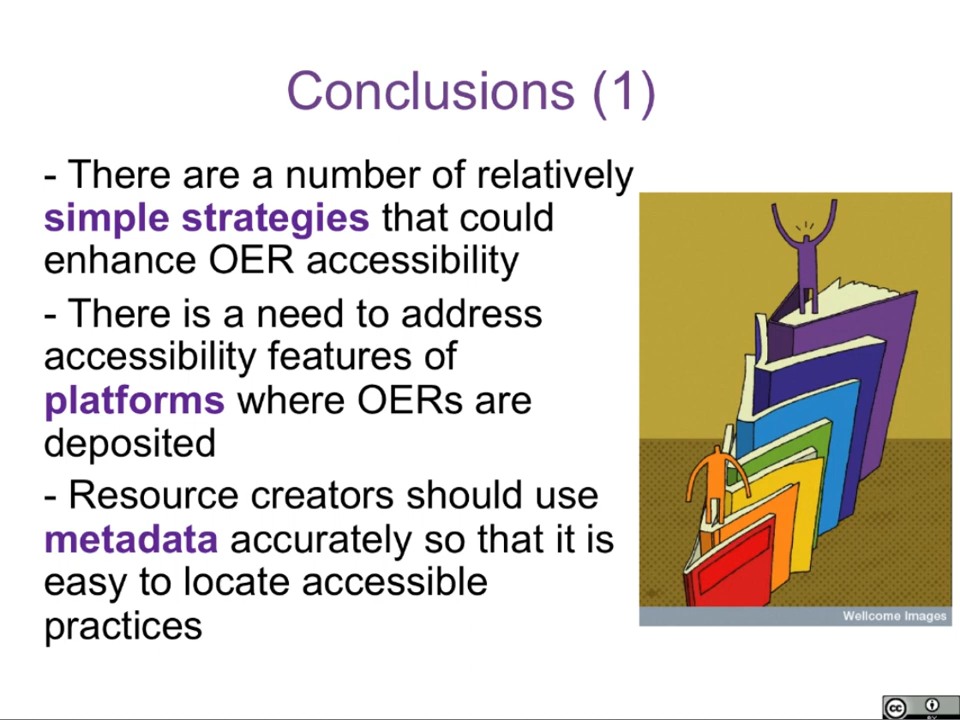 Conclusions (1)
- There are a number of relatively
simple strategies that could
enhance OER accessibility
- There is a need to address
accessibility features of
platforms where OERs are
deposited
- Resource creators should use
metadata accurately so that it is
easy to locate accessible
practices
Wellcome Images
cc